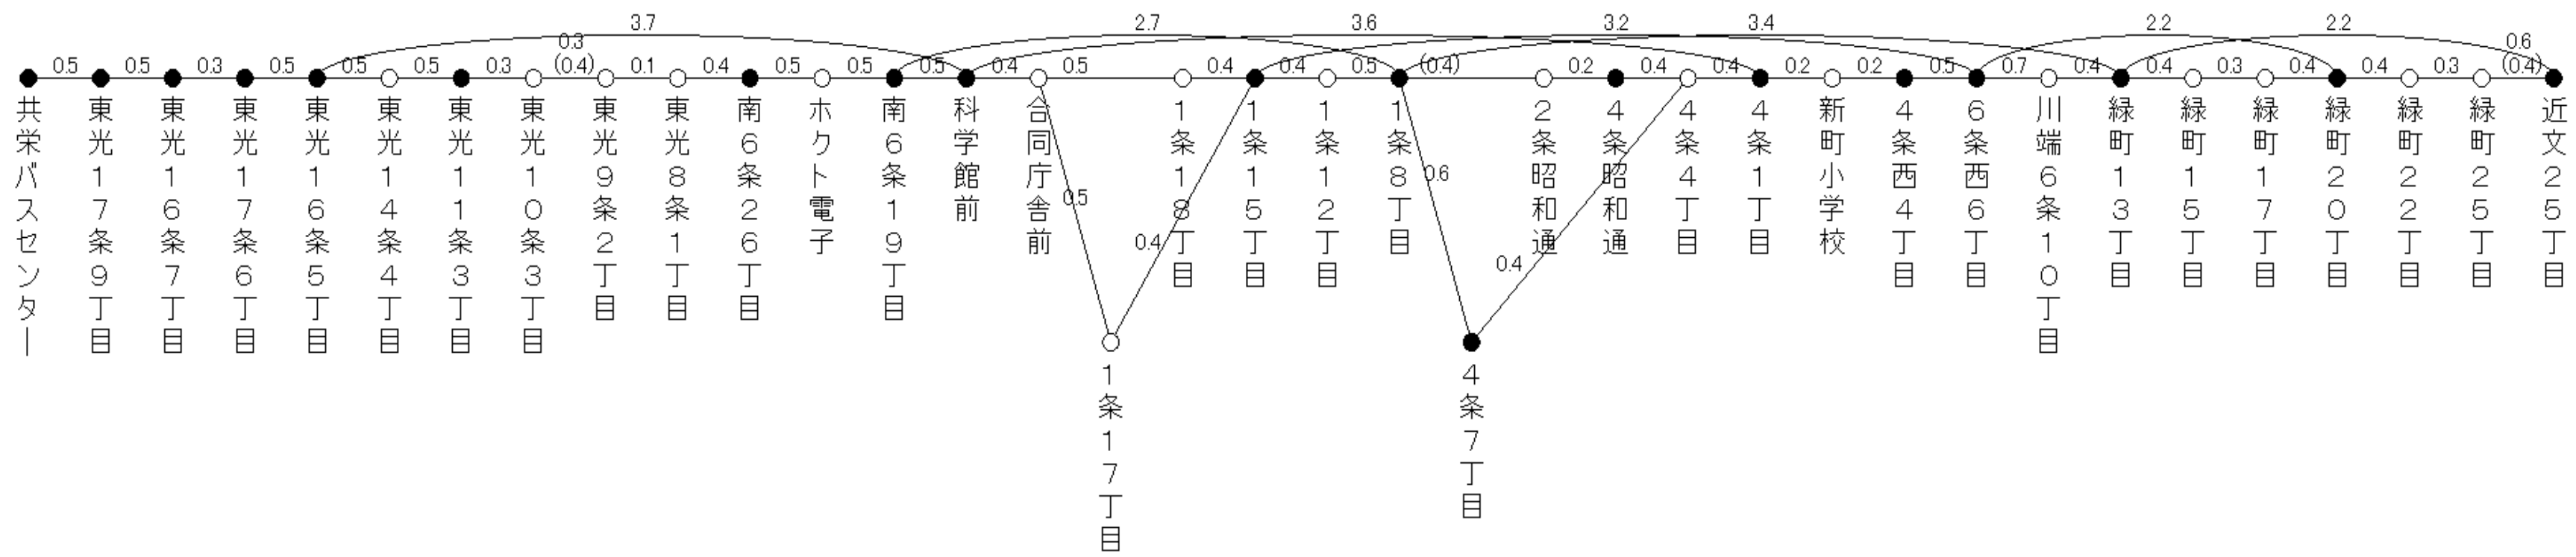 3.7
2.7
3.6
3.2
3.4
2.2
2.2
0.5
0.5
0.3
0.5
0.5
0.5
0.3
0.3
(0.4)
0.1
0.4
0.5
0.5
0.5
0.4
0.5
0.4
0.4
0.5
(0.4)
0.2
0.4
0.4
0.2
0.2
0.5
0.7
0.4
0.4
0.3
0.4
0.4
0.3
0.6
(0.4)
共栄バスセンター
東光17条9丁目
東光16条7丁目
東光17条6丁目
東光16条5丁目
東光14条4丁目
東光11条3丁目
東光10条3丁目
東光9条2丁目
東光8条1丁目
南6条26丁目
ホクト電子
南6条19丁目
科学館前
合同庁舎前
0.5
0.4
1条17丁目
1条18丁目
1条15丁目
1条12丁目
1条8丁目
0.6
0.4
4条7丁目
2条昭和通
4条昭和通
4条4丁目
4条1丁目
新町小学校
4条西4丁目
6条西6丁目
川端6条10丁目
緑町13丁目
緑町15丁目
緑町17丁目
緑町20丁目
緑町22丁目
緑町25丁目
近文25丁目